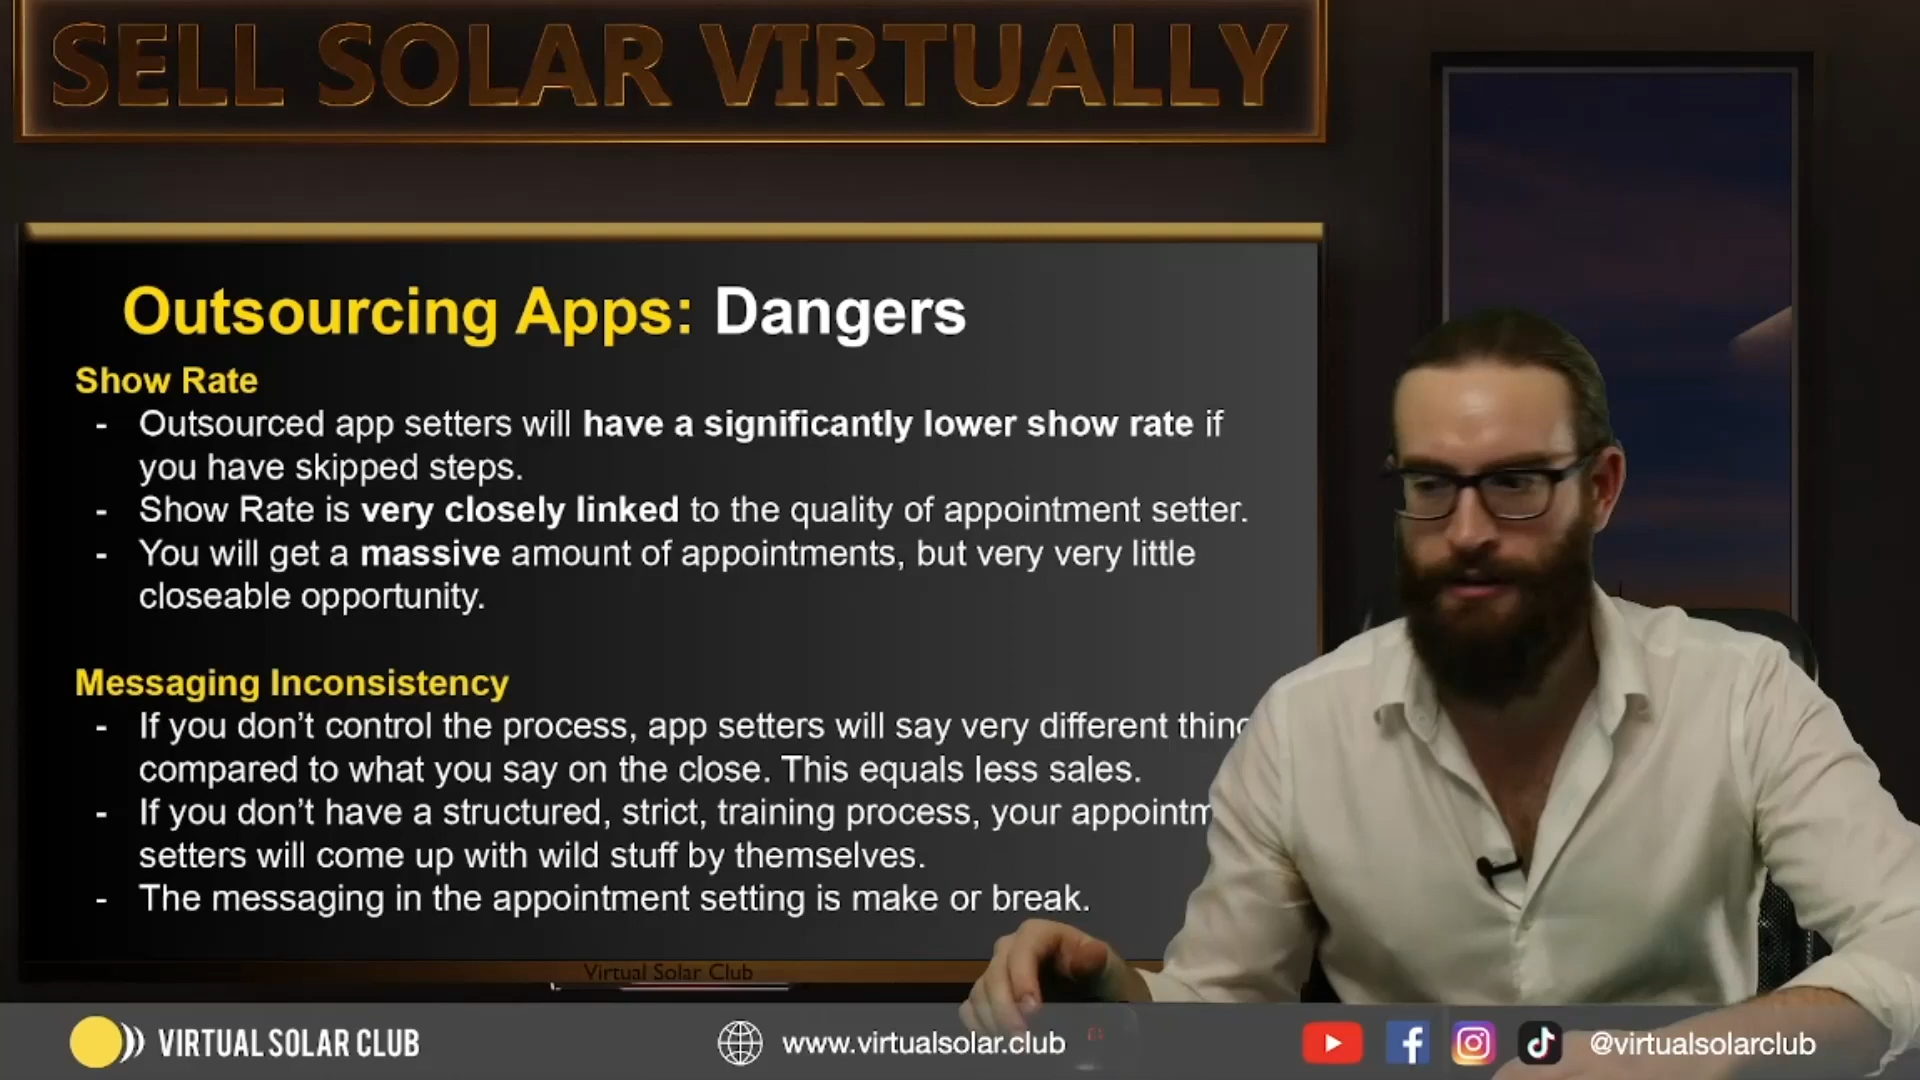 SELL SOLAR VIRTUALLY
Outsourcing Apps: Dangers
Show Rate
- Outsourced app setters will have a significantly lower show rate if
you have skipped steps.
- Show Rate is very closely linked to the quality of appointment setter.
- You will get a massive amount of appointments, but very very little
closeable opportunity.
Messaging Inconsistency
- If you don't control the process, app setters will say very different thing
compared to what you say on the close. This equals less sales.
- If you don't have a structured, strict, training process, your appointm
setters will come up with wild stuff by themselves.
- The messaging in the appointment setting is make or break.
Virtual Solar Club
VIRTUAL SOLAR CLUB
www.virtualsolar.club
@virtualsolarclub